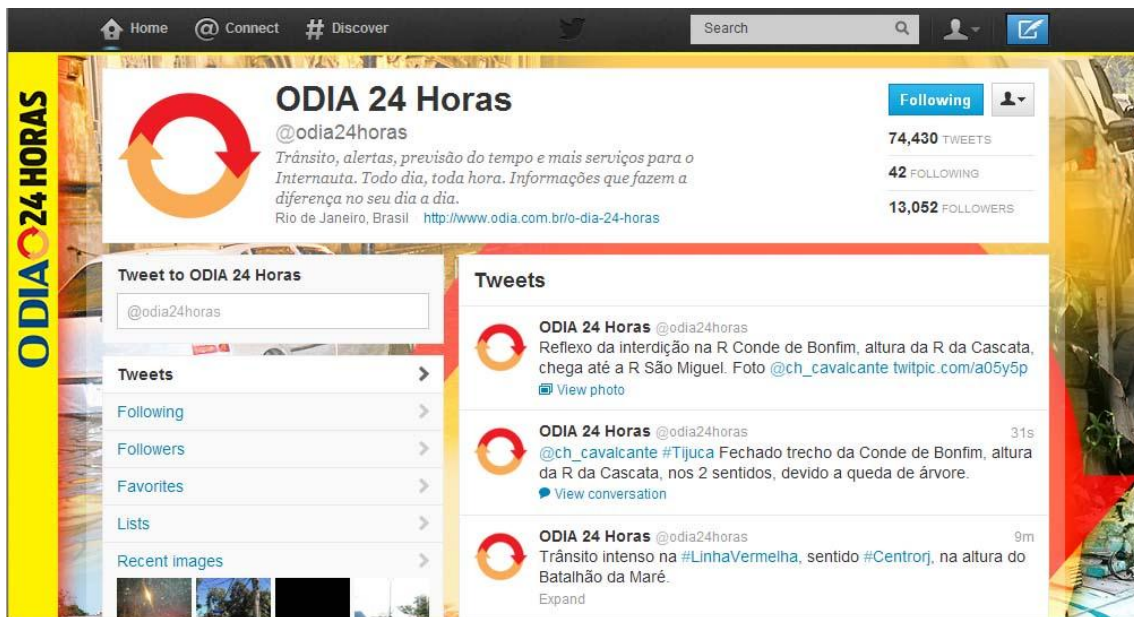 Home @ Connect # Discover Search
ODIA 24 HORAS
ODIA 24 Horas
@odia24horas
Trânsito, alertas, previsão do tempo e mais serviços para o
Internauta. Todo dia, toda hora. Informações que fazem a
diferença no seu dia a dia.
Rio de Janeiro, Brasil · http://www.odia.com.br/o-dia-24-horas
Following
74,430 TWEETS
42 FOLLOWING
13,052 FOLLOWERS
Tweet to ODIA 24 Horas
@odia24horas
Tweets
Following
Followers
Favorites
Lists
Recent images
Tweets
ODIA 24 Horas @odia24horas
Reflexo da interdição na R Conde de Bonfim, altura da R da Cascata,
chega até a R São Miguel. Foto @ch_cavalcante twitpic.com/a05y5p
View photo
ODIA 24 Horas @odia24horas 31s
@ch_cavalcante #Tijuca Fechado trecho da Conde de Bonfim, altura
da R da Cascata, nos 2 sentidos, devido a queda de árvore.
View conversation
ODIA 24 Horas @odia24horas 9m
Trânsito intenso na #LinhaVermelha, sentido #Centrorj, na altura do
Batalhão da Maré.
Expand